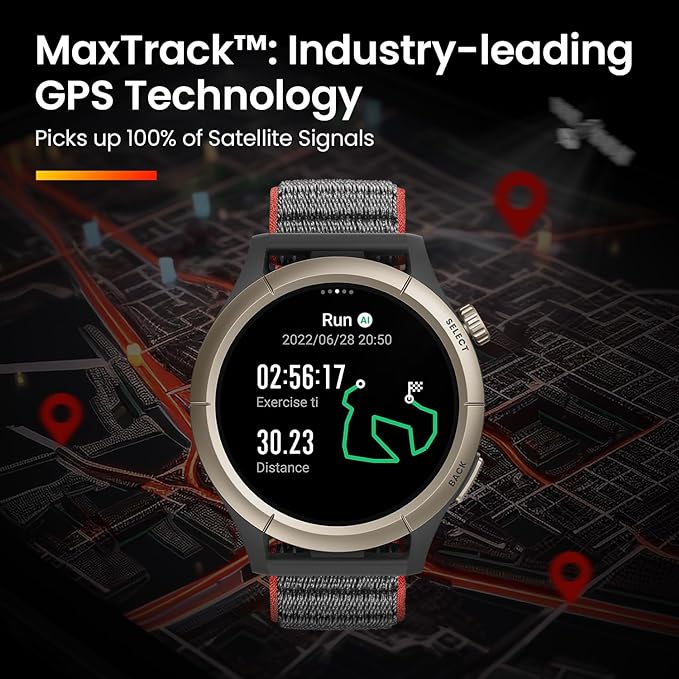 MaxTrack™: Industry-leading
GPS Technology
Picks up 100% of Satellite Signals
Run AI
2022/06/28 20:50
02:56:17
Exercise ti
30.23
Distance
SELECT
BACK